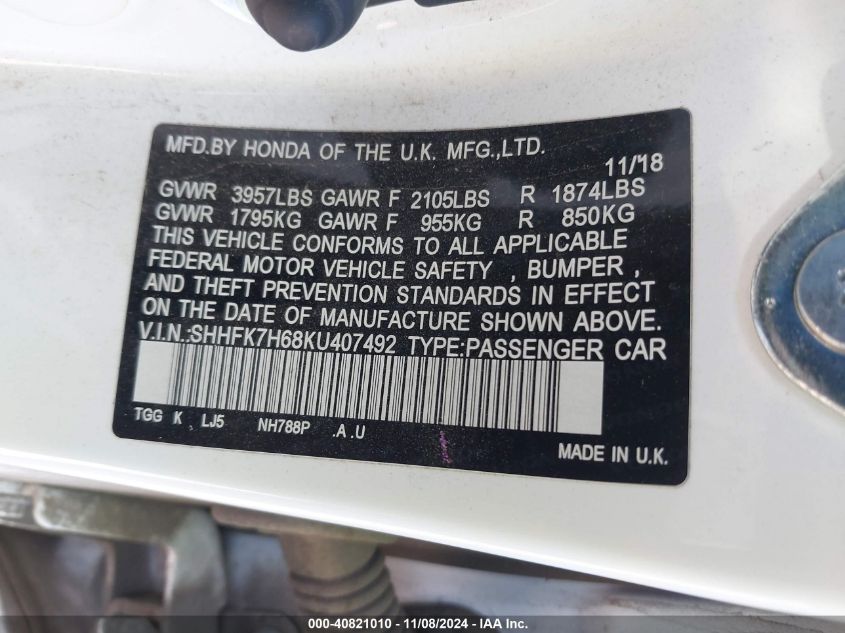 MFD.BY HONDA OF THE U.K. MFG.,LTD.
11/18
GVWR 3957LBS GAWR F 2105LBS R 1874LBS
GVWR 1795KG GAWR F 955KG R 850KG
THIS VEHICLE CONFORMS TO ALL APPLICABLE
FEDERAL MOTOR VEHICLE SAFETY , BUMPER ,
AND THEFT PREVENTION STANDARDS IN EFFECT
ON THE DATE OF MANUFACTURE SHOWN ABOVE.
V.I.N.:SHHFK7H68KU407492 TYPE:PASSENGER CAR
TGG K LJ5 NH788P .A.U
MADE IN U.K.
000-40821010 - 11/08/2024 - IAAI.com